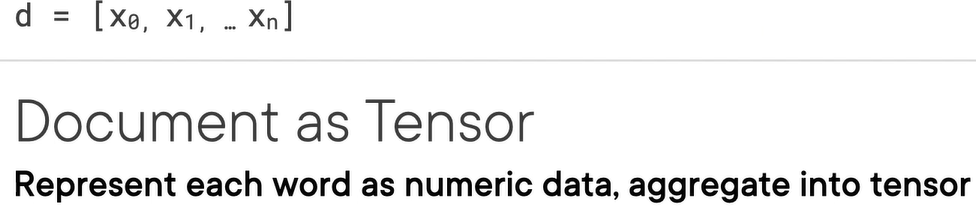 d = [x₀, x₁, … xₙ]
Document as Tensor
Represent each word as numeric data, aggregate into tensor